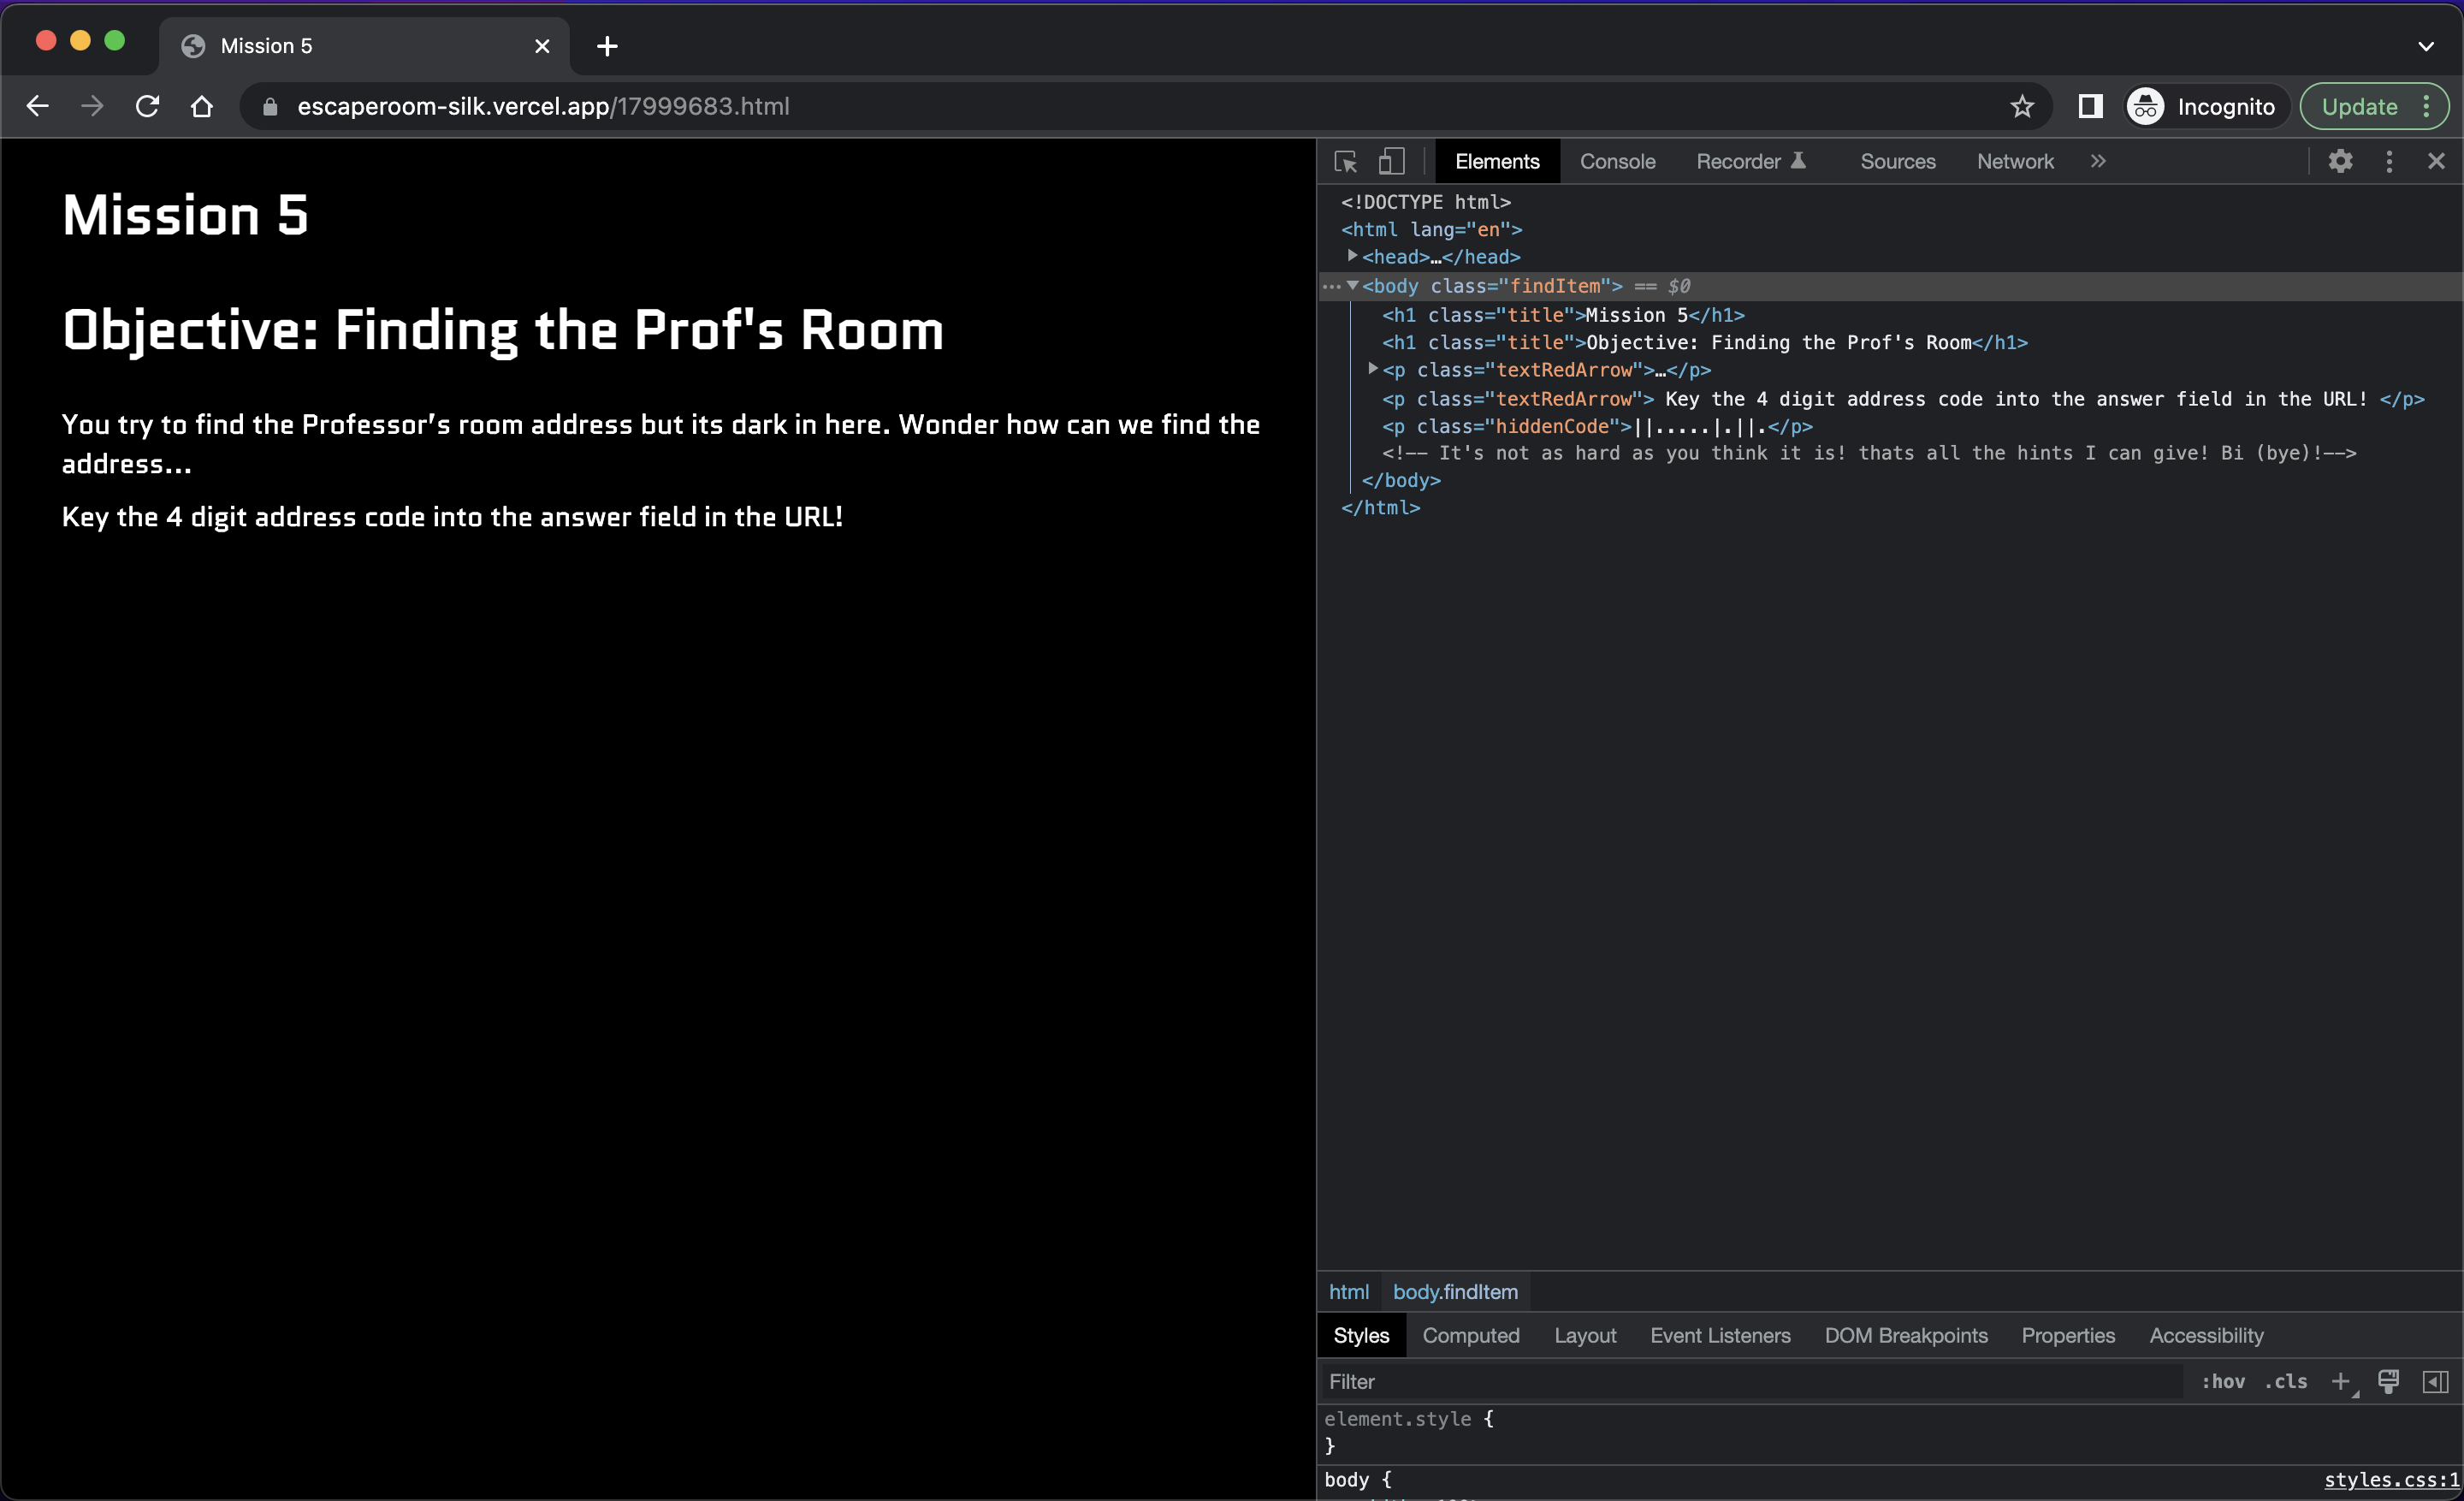 Mission 5
escaperoom-silk.vercel.app/17999683.html
Incognito
Update
Mission 5
Objective: Finding the Prof's Room
You try to find the Professor's room address but its dark in here. Wonder how can we find the
address...
Key the 4 digit address code into the answer field in the URL!
Elements Console Recorder Sources Network
<!DOCTYPE html>
<html lang="en">
<head>…</head>
<body class="findItem"> == $0
<h1 class="title">Mission 5</h1>
<h1 class="title">Objective: Finding the Prof's Room</h1>
<p class="textRedArrow">…</p>
<p class="textRedArrow"> Key the 4 digit address code into the answer field in the URL! </p>
<p class="hiddenCode">||.....|.||.</p>
<!-- It's not as hard as you think it is! thats all the hints I can give! Bi (bye)!-->
</body>
</html>
html body.findItem
Styles Computed Layout Event Listeners DOM Breakpoints Properties Accessibility
Filter :hov .cls
element.style {
}
body { styles.css:1